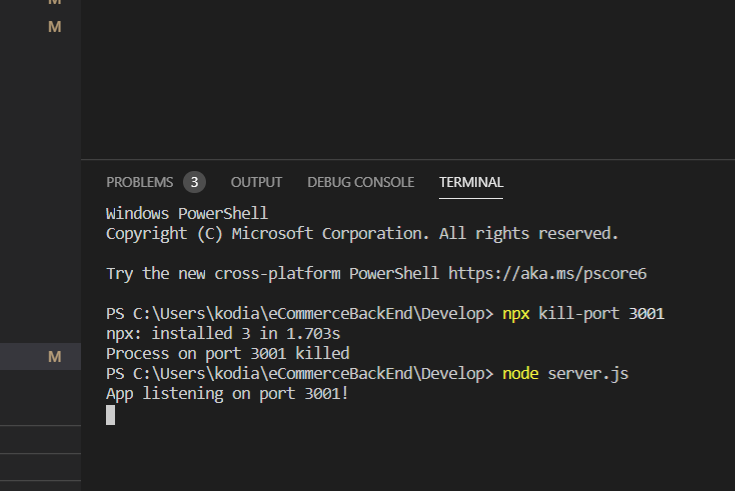 M
M
PROBLEMS 3 OUTPUT DEBUG CONSOLE TERMINAL
Windows PowerShell
Copyright (C) Microsoft Corporation. All rights reserved.
Try the new cross-platform PowerShell https://aka.ms/pscore6
PS C:\Users\kodia\eCommerceBackEnd\Develop> npx kill-port 3001
npx: installed 3 in 1.703s
Process on port 3001 killed
M
PS C:\Users\kodia\eCommerceBackEnd\Develop> node server.js
App listening on port 3001!